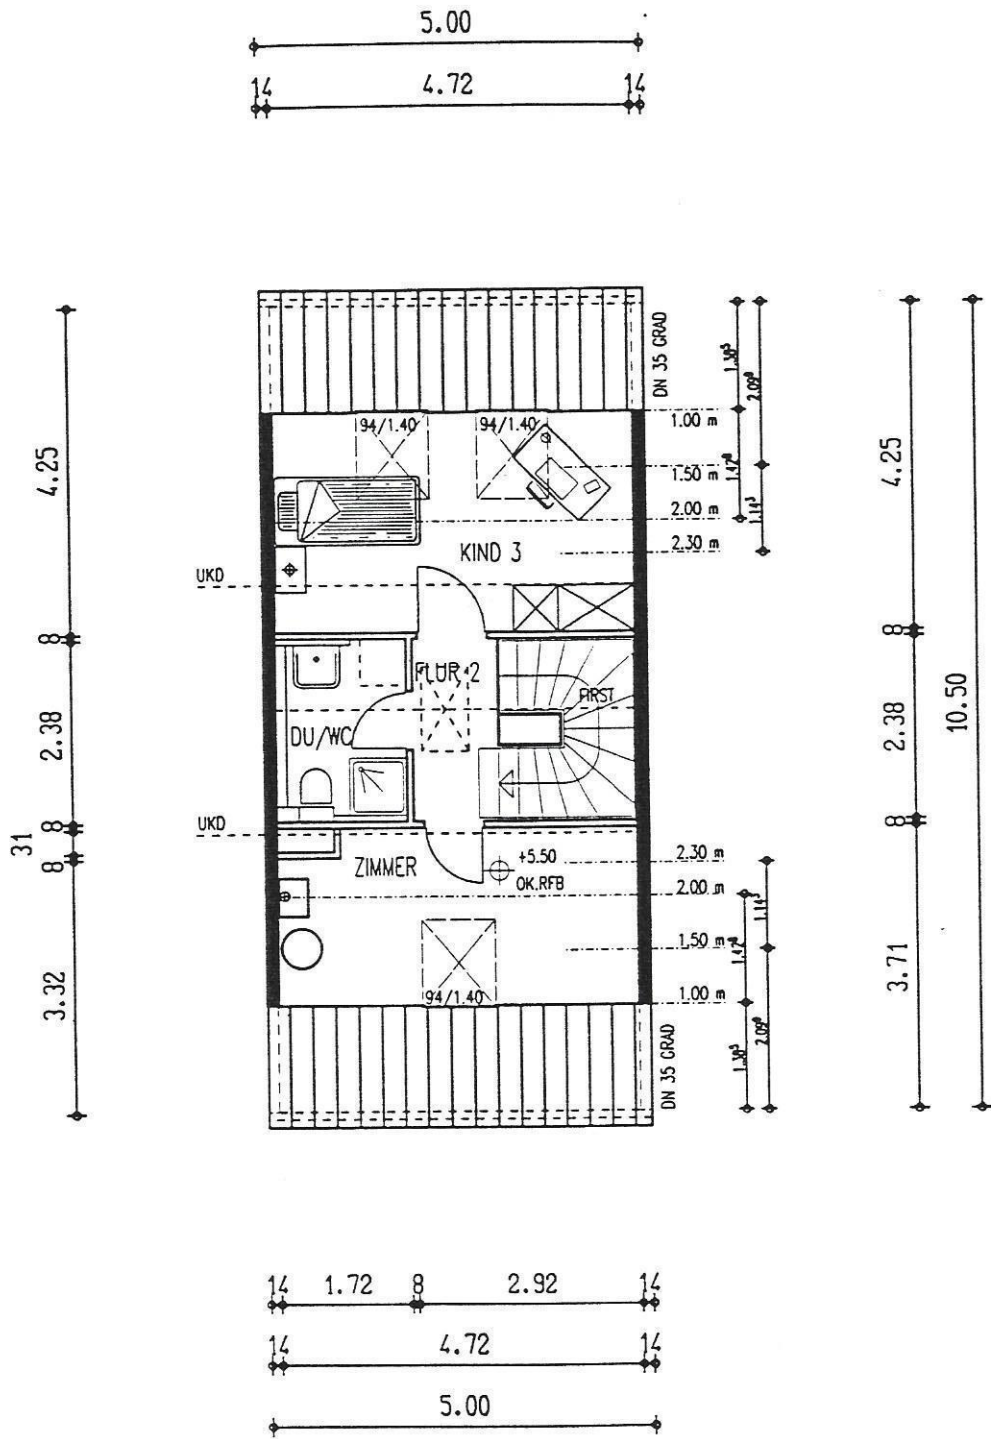 5.00
14 4.72 14
DN 35 GRAD
1.38⁵
2.09⁸
94/1.40 94/1.40
1.00 m
4.25
1.50 m
1.42⁸
4.25
2.00 m
1.14³
KIND 3
2.30 m
UKD
8
8
FLUR 2
FIRST
10.50
2.38
DU/WC
2.38
UKD
8
8
31
8
ZIMMER
+5.50
OK.RFB
2.30 m
2.00 m
1.14³
1.50 m
1.42⁸
3.32
94/1.40
1.00 m
3.71
DN 35 GRAD
1.38⁵
2.09⁸
14 1.72 8 2.92 14
14 4.72 14
5.00